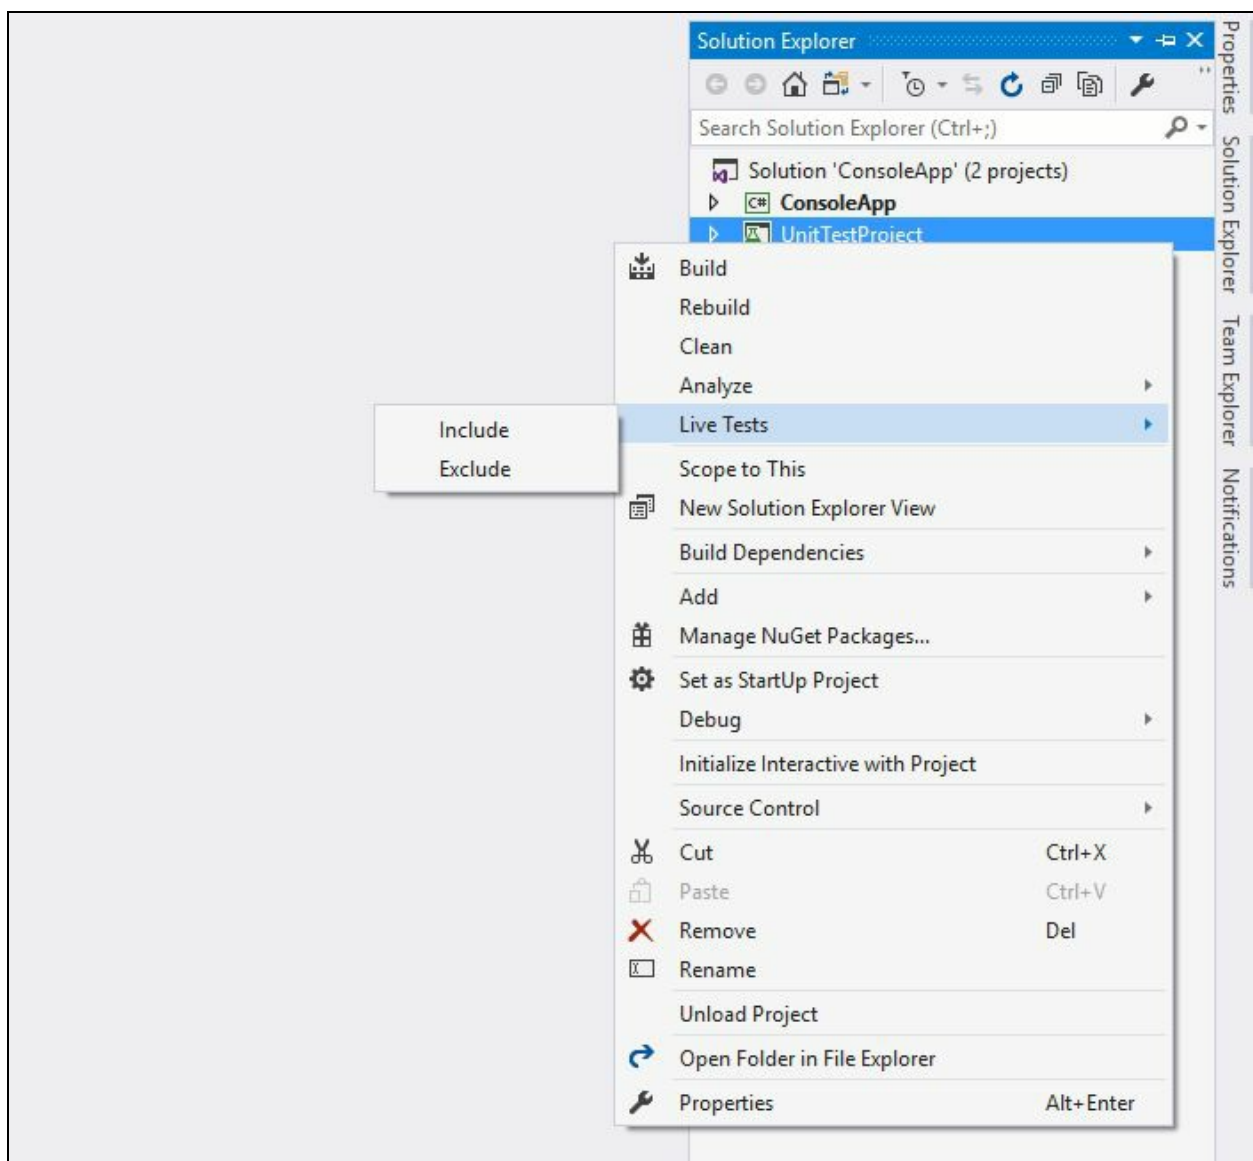 Solution Explorer
Search Solution Explorer (Ctrl+;)
Solution 'ConsoleApp' (2 projects)
C# ConsoleApp
UnitTestProject
Build
Rebuild
Clean
Analyze
Live Tests
Include
Exclude
Scope to This
New Solution Explorer View
Build Dependencies
Add
Manage NuGet Packages...
Set as StartUp Project
Debug
Initialize Interactive with Project
Source Control
Cut Ctrl+X
Paste Ctrl+V
Remove Del
Rename
Unload Project
Open Folder in File Explorer
Properties Alt+Enter
Properties
Solution Explorer
Team Explorer
Notifications